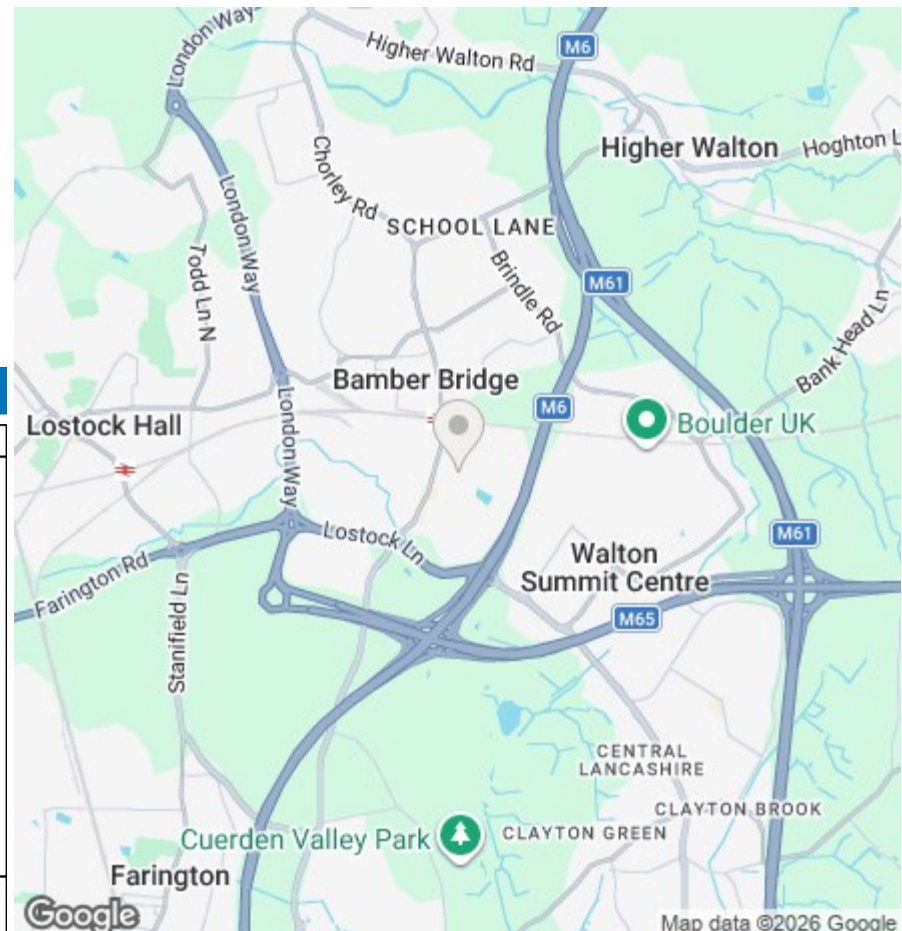 London Way
Higher Walton Rd
M6
Higher Walton
Hoghton L
Chorley Rd
SCHOOL LANE
London Way
Todd Ln N
Brindle Rd
M61
Bank Head Ln
Bamber Bridge
M6
Boulder UK
Lostock Hall
London Way
Lostock Ln
M61
Walton
Summit Centre
Farington Rd
M65
Stanifield Ln
CENTRAL
LANCASHIRE
CLAYTON BROOK
Cuerden Valley Park
CLAYTON GREEN
Farington
Google
Map data ©2026 Google